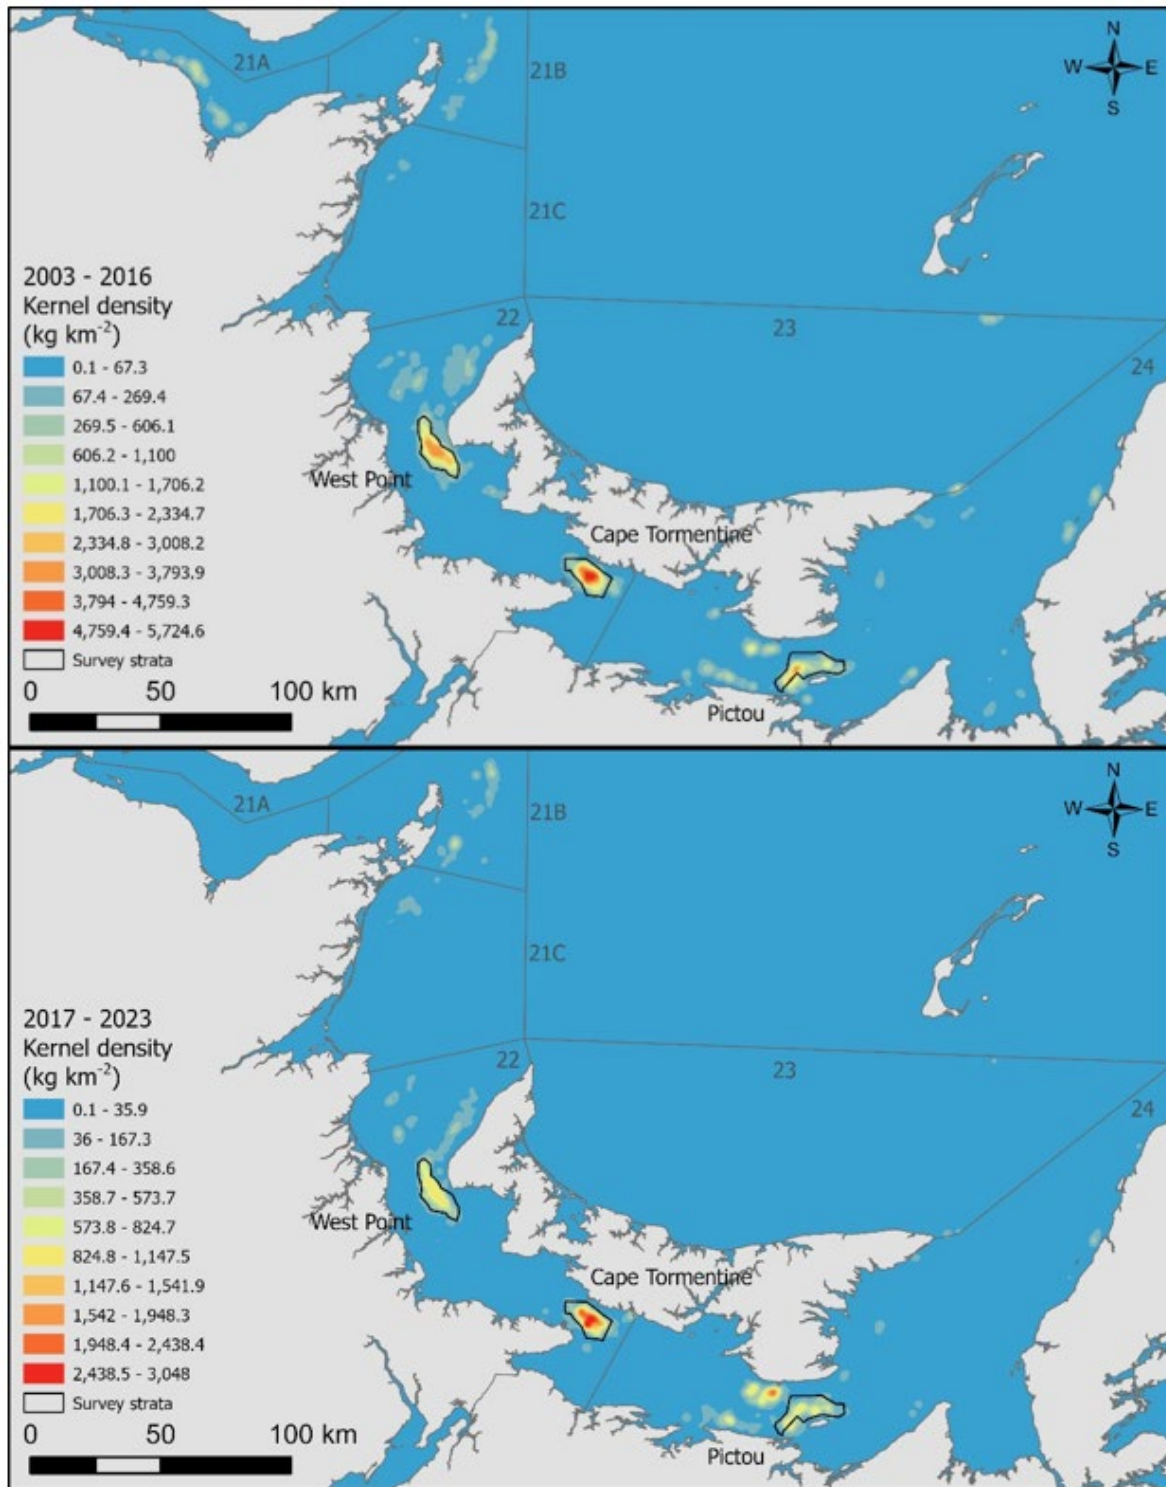 21A
21B
N
W E
S
21C
2003 - 2016
Kernel density
(kg km⁻²)
22
23
24
0.1 - 67.3
67.4 - 269.4
269.5 - 606.1
606.2 - 1,100
1,100.1 - 1,706.2
1,706.3 - 2,334.7
2,334.8 - 3,008.2
3,008.3 - 3,793.9
3,794 - 4,759.3
4,759.4 - 5,724.6
Survey strata
West Point
Cape Tormentine
Pictou
0 50 100 km
21A
21B
N
W E
S
21C
2017 - 2023
Kernel density
(kg km⁻²)
22
23
24
0.1 - 35.9
36 - 167.3
167.4 - 358.6
358.7 - 573.7
573.8 - 824.7
824.8 - 1,147.5
1,147.6 - 1,541.9
1,542 - 1,948.3
1,948.4 - 2,438.4
2,438.5 - 3,048
Survey strata
West Point
Cape Tormentine
Pictou
0 50 100 km